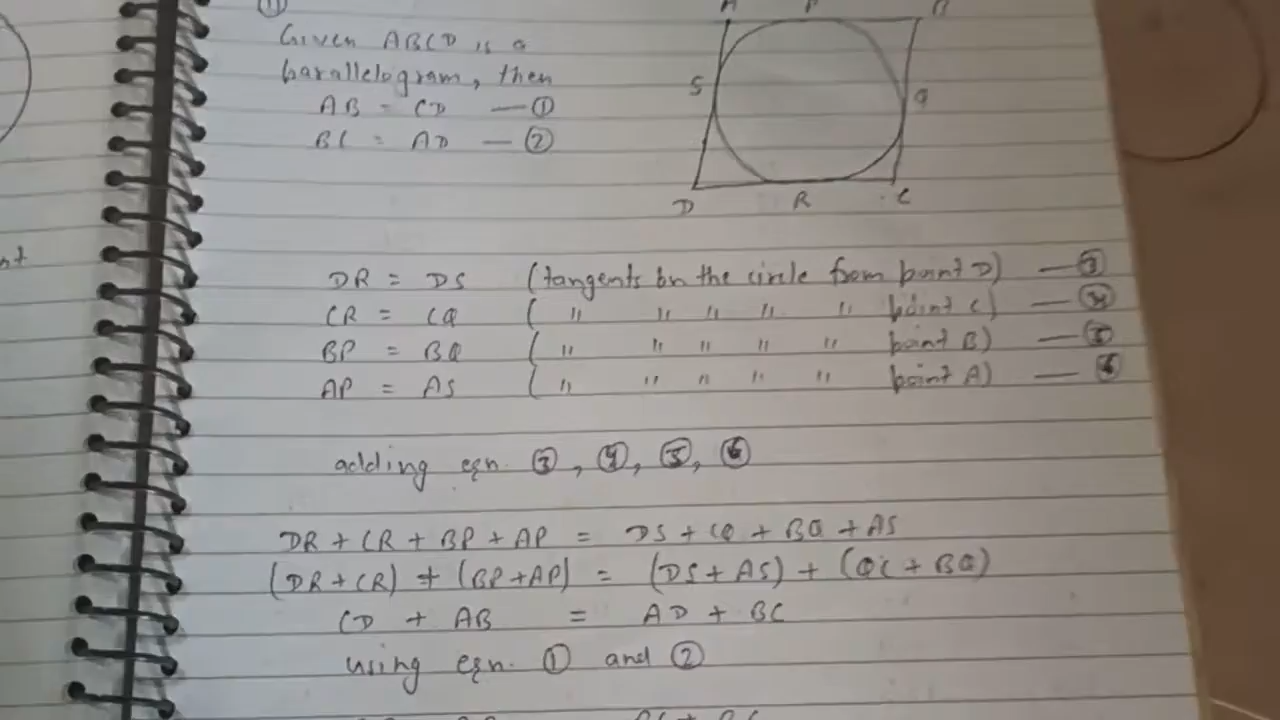 11
Given ABCD is a
parallelogram, then
AB = CD — ①
BC = AD — ②
A P B
S Q
D R C
DR = DS (tangents on the circle from point D) — ③
CR = CQ ( " " " " " point C) — ④
BP = BQ ( " " " " " point B) — ⑤
AP = AS ( " " " " " point A) — ⑥
adding eqn. ③, ④, ⑤, ⑥
DR + CR + BP + AP = DS + CQ + BQ + AS
(DR + CR) + (BP + AP) = (DS + AS) + (QC + BQ)
CD + AB = AD + BC
using eqn. ① and ②